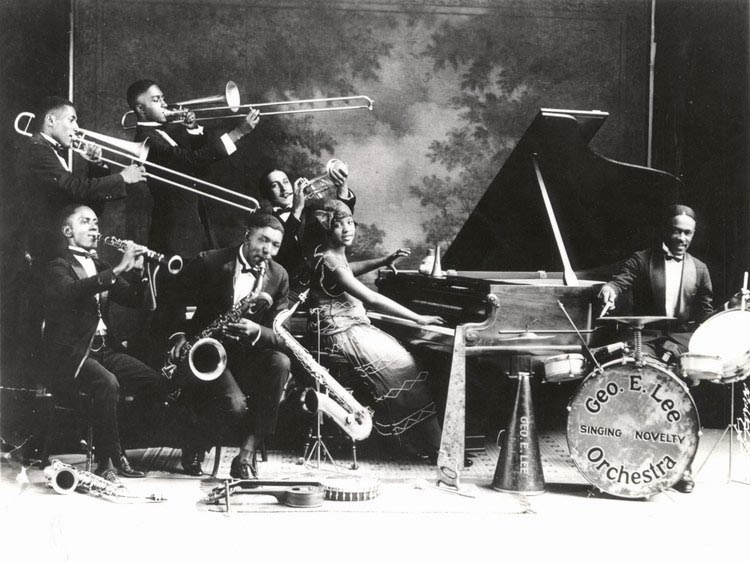 GEO. E. LEE
Geo. E. Lee
SINGING NOVELTY
Orchestra